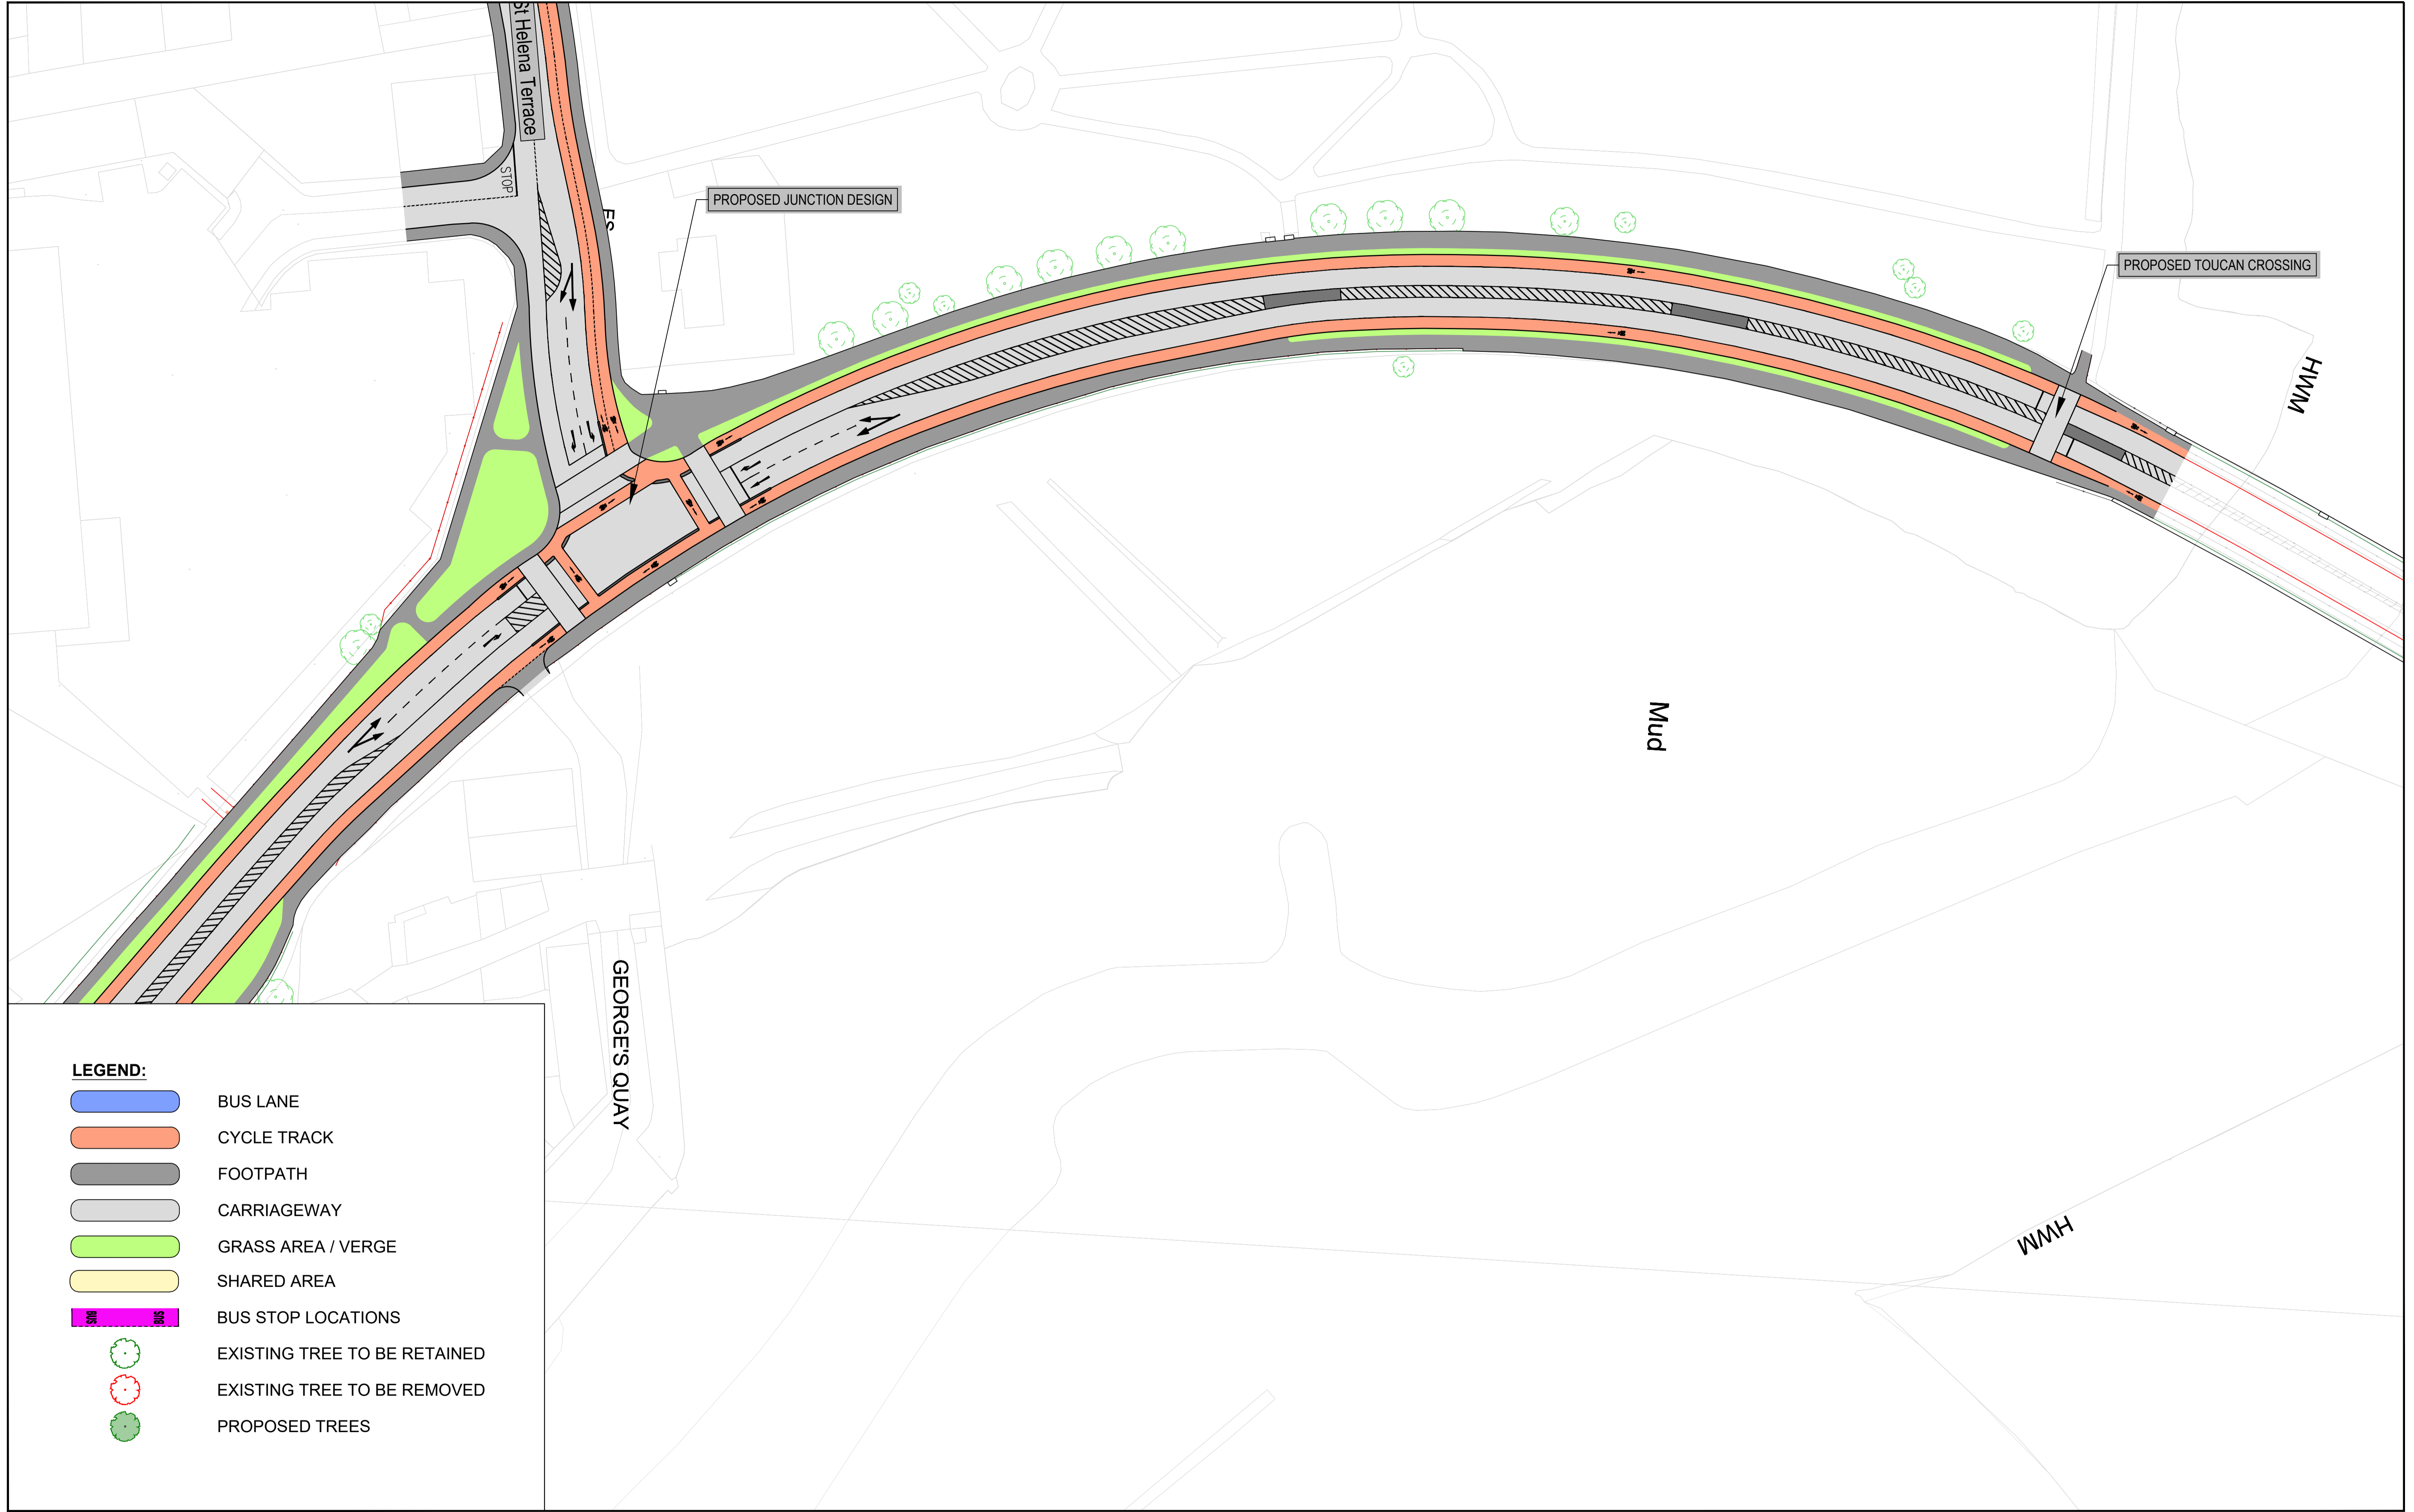 St Helena Terrace
STOP
PROPOSED JUNCTION DESIGN
PROPOSED TOUCAN CROSSING
HWM
Mud
GEORGE'S QUAY
HWM
LEGEND:
BUS LANE
CYCLE TRACK
FOOTPATH
CARRIAGEWAY
GRASS AREA / VERGE
SHARED AREA
BUS BUS
BUS STOP LOCATIONS
EXISTING TREE TO BE RETAINED
EXISTING TREE TO BE REMOVED
PROPOSED TREES